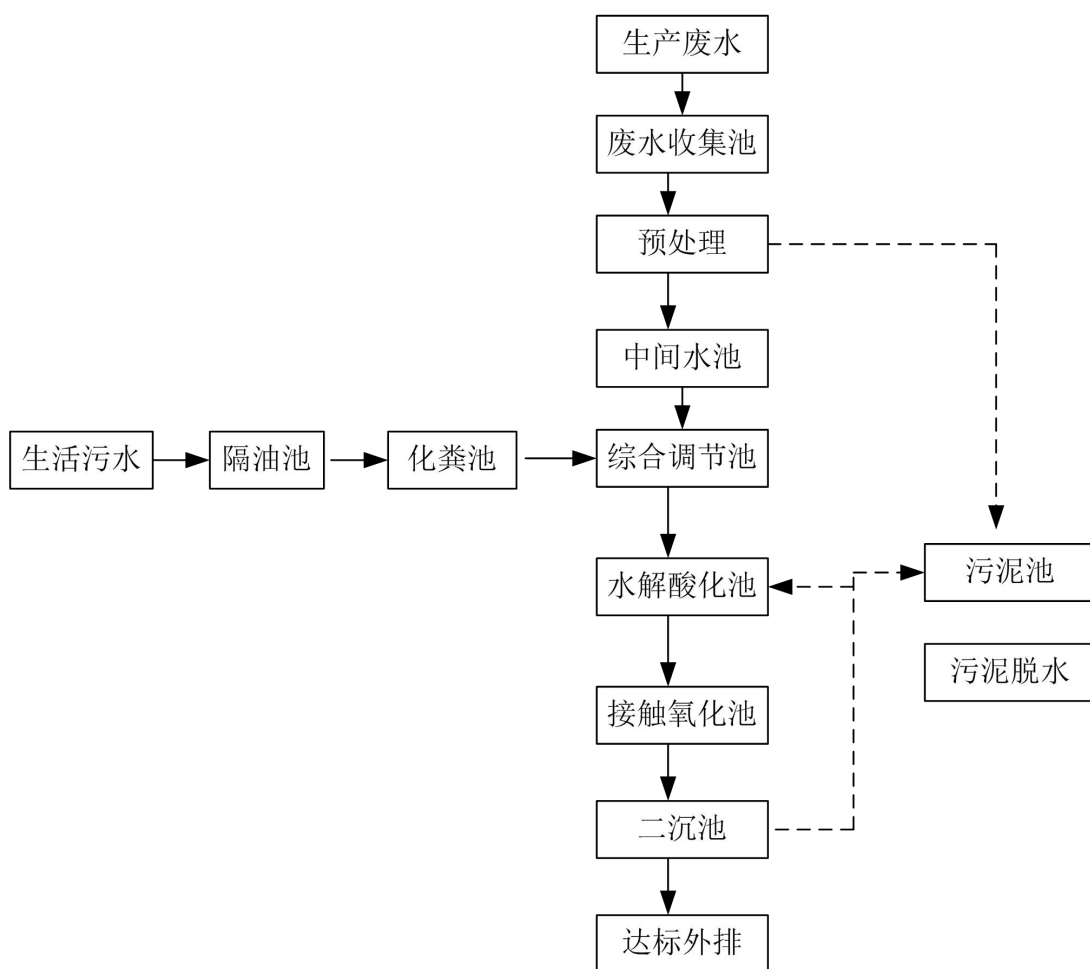 生产废水
废水收集池
预处理
中间水池
生活污水
隔油池
化粪池
综合调节池
水解酸化池
污泥池
污泥脱水
接触氧化池
二沉池
达标外排